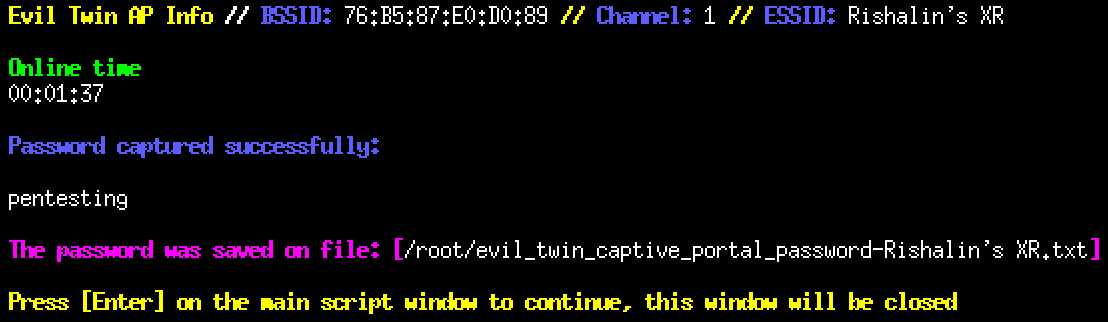 Evil Twin AP Info // BSSID: 76:B5:87:E0:D0:89 // Channel: 1 // ESSID: Rishalin's XR
Online time
00:01:37
Password captured successfully:
pentesting
The password was saved on file: [/root/evil_twin_captive_portal_password-Rishalin's XR.txt]
Press [Enter] on the main script window to continue, this window will be closed